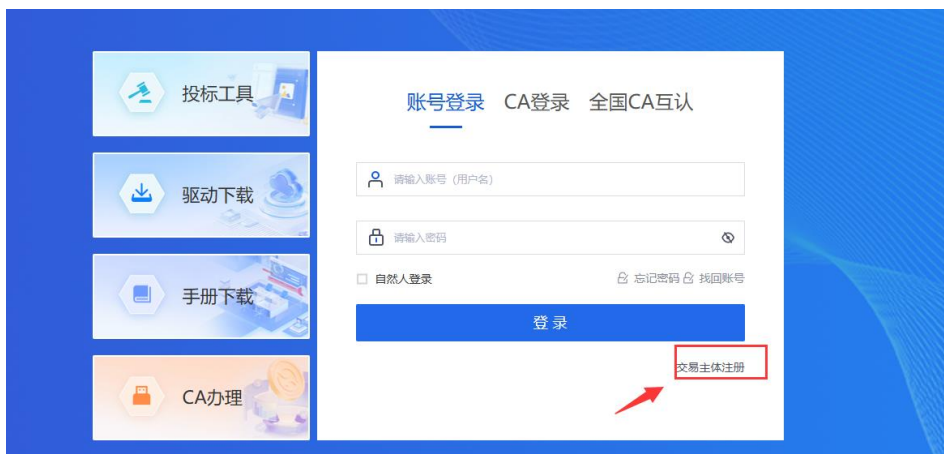 投标工具
驱动下载
手册下载
CA办理
账号登录 CA登录 全国CA互认
请输入账号（用户名）
请输入密码
自然人登录 忘记密码 找回账号
登录
交易主体注册